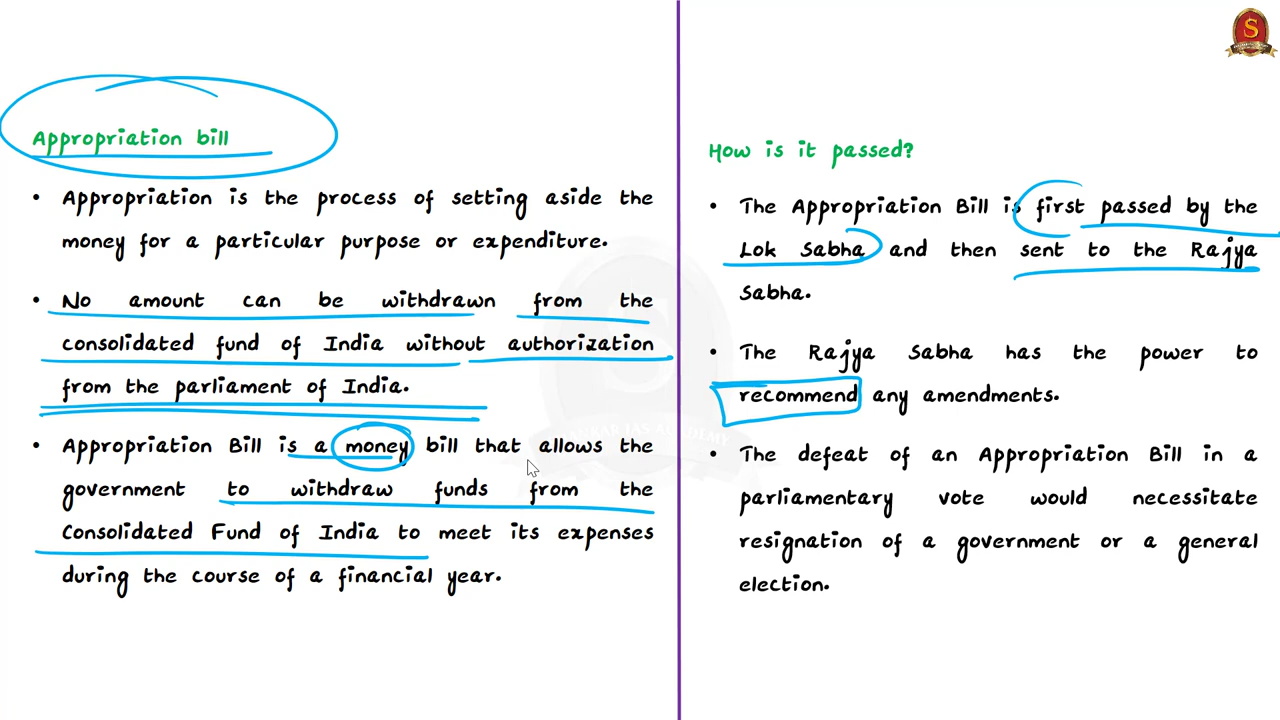 Appropriation bill
• Appropriation is the process of setting aside the
money for a particular purpose or expenditure.
• No amount can be withdrawn from the
consolidated fund of India without authorization
from the parliament of India.
• Appropriation Bill is a money bill that allows the
government to withdraw funds from the
Consolidated Fund of India to meet its expenses
during the course of a financial year.
How is it passed?
• The Appropriation Bill is first passed by the
Lok Sabha and then sent to the Rajya
Sabha.
• The Rajya Sabha has the power to
recommend any amendments.
• The defeat of an Appropriation Bill in a
parliamentary vote would necessitate
resignation of a government or a general
election.
S